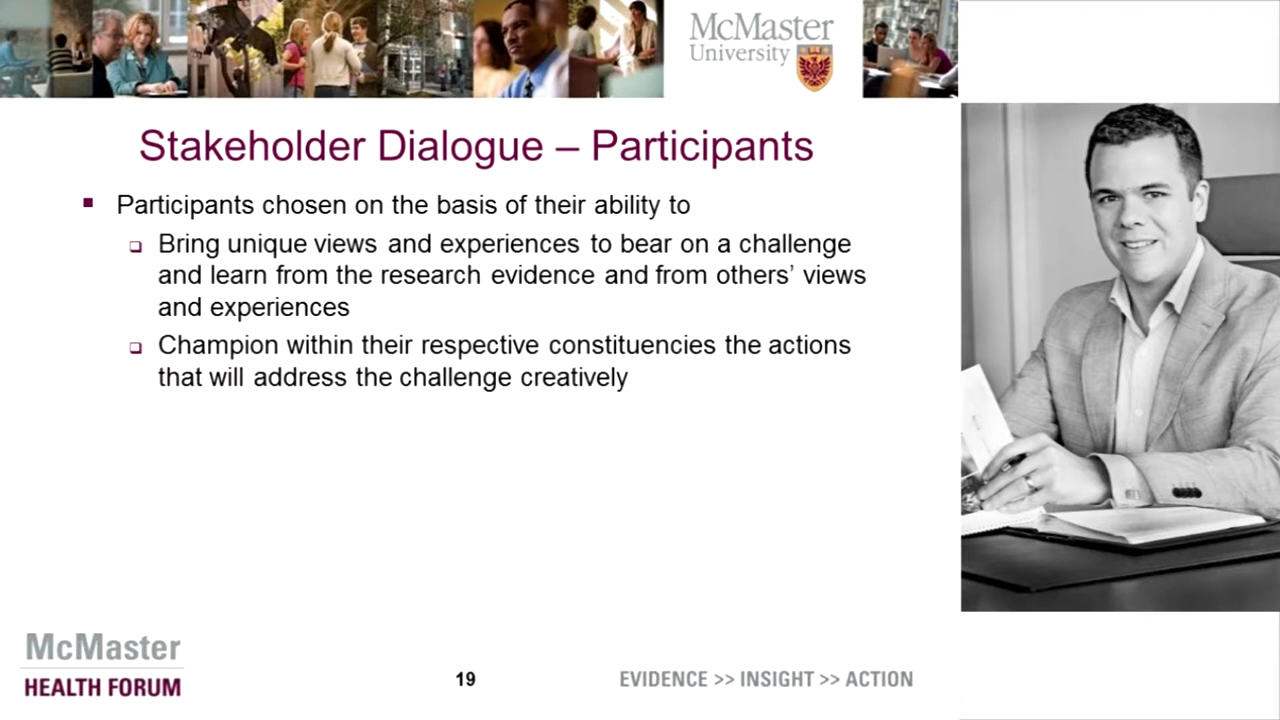 McMaster
University
Stakeholder Dialogue – Participants
Participants chosen on the basis of their ability to
Bring unique views and experiences to bear on a challenge
and learn from the research evidence and from others’ views
and experiences
Champion within their respective constituencies the actions
that will address the challenge creatively
McMaster
HEALTH FORUM
19
EVIDENCE >> INSIGHT >> ACTION